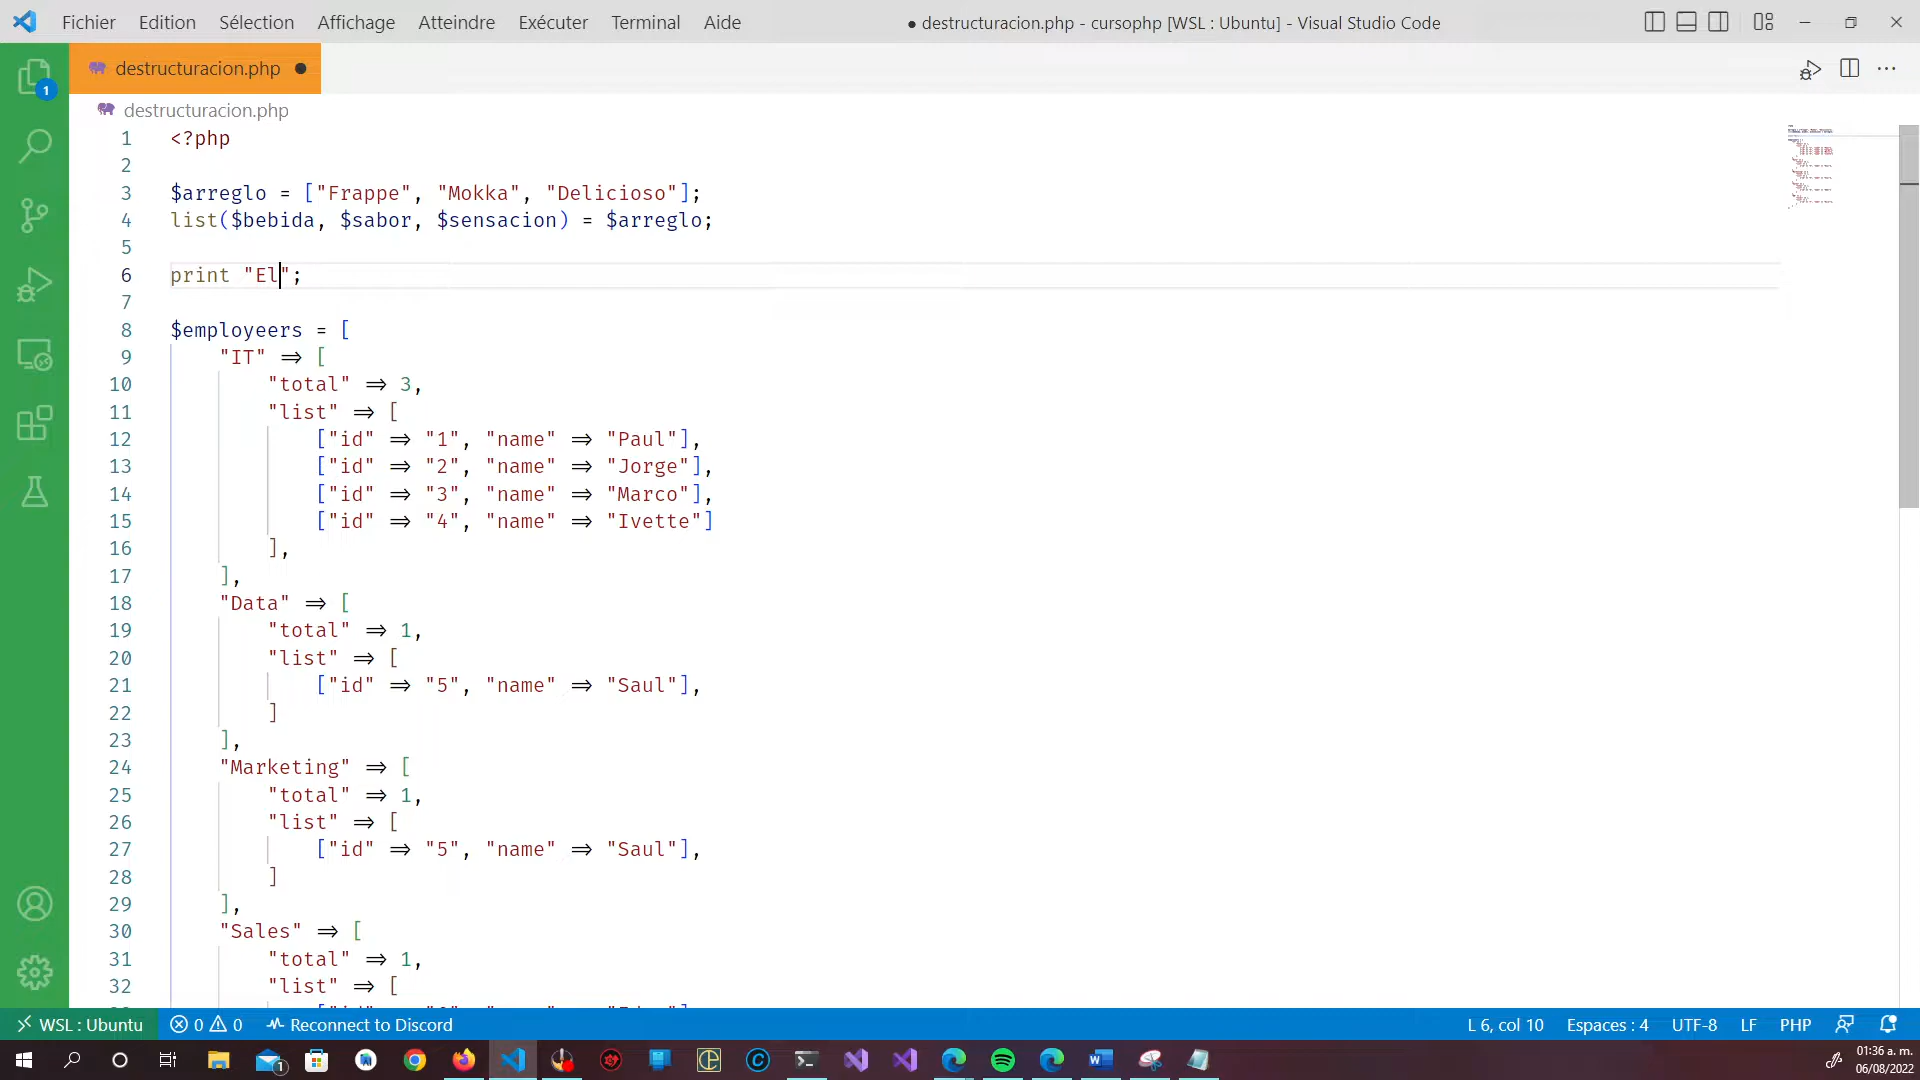 Fichier Edition Sélection Affichage Atteindre Exécuter Terminal Aide
● destructuracion.php - cursophp [WSL : Ubuntu] - Visual Studio Code
destructuracion.php
1
destructuracion.php
1 <?php
2
3 $arreglo = ["Frappe", "Mokka", "Delicioso"];
4 list($bebida, $sabor, $sensacion) = $arreglo;
5
6 print "El";
7
8 $employeers = [
9 "IT" => [
10 "total" => 3,
11 "list" => [
12 ["id" => "1", "name" => "Paul"],
13 ["id" => "2", "name" => "Jorge"],
14 ["id" => "3", "name" => "Marco"],
15 ["id" => "4", "name" => "Ivette"]
16 ],
17 ],
18 "Data" => [
19 "total" => 1,
20 "list" => [
21 ["id" => "5", "name" => "Saul"],
22 ]
23 ],
24 "Marketing" => [
25 "total" => 1,
26 "list" => [
27 ["id" => "5", "name" => "Saul"],
28 ]
29 ],
30 "Sales" => [
31 "total" => 1,
32 "list" => [
WSL : Ubuntu 0 0 Reconnect to Discord
L 6, col 10 Espaces : 4 UTF-8 LF PHP
1
01:36 a. m.
06/08/2022